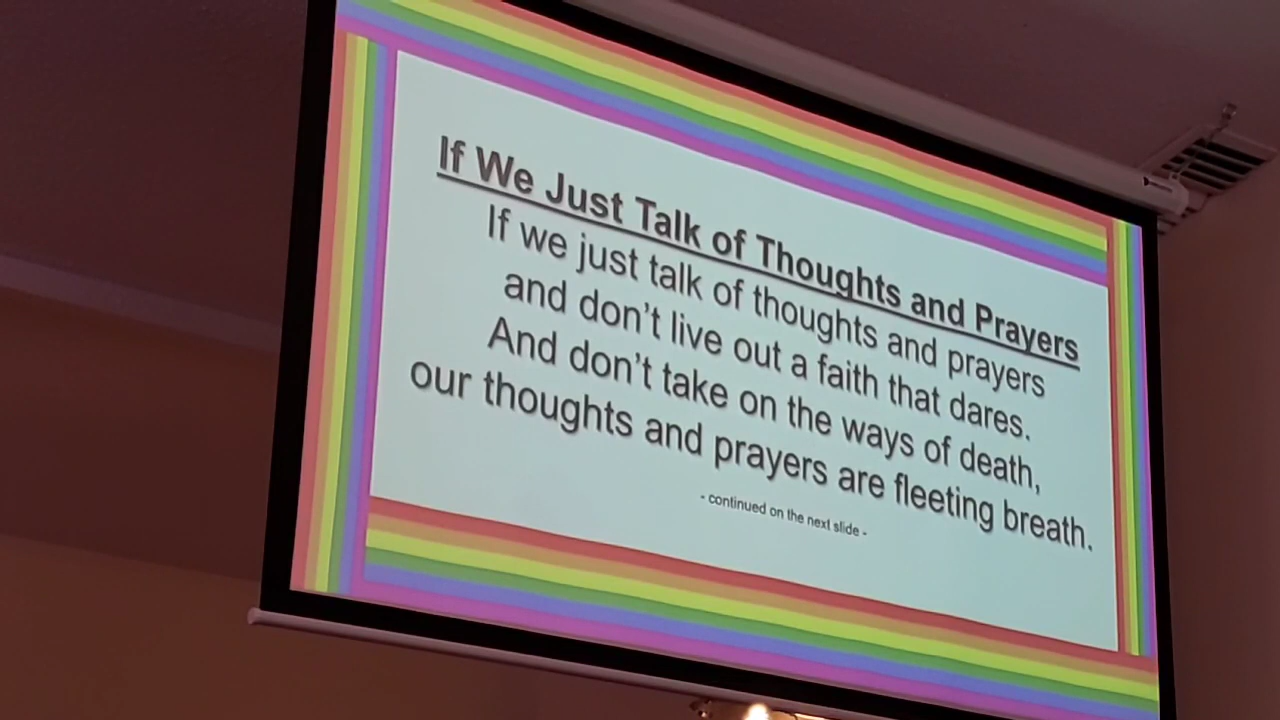 If We Just Talk of Thoughts and Prayers
If we just talk of thoughts and prayers
and don't live out a faith that dares.
And don't take on the ways of death,
our thoughts and prayers are fleeting breath.
- continued on the next slide -